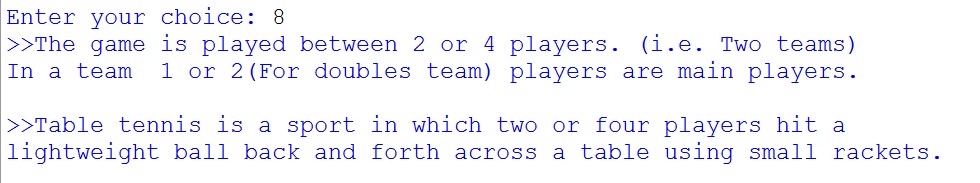 Enter your choice: 8
>>The game is played between 2 or 4 players. (i.e. Two teams)
In a team  1 or 2(For doubles team) players are main players.

>>Table tennis is a sport in which two or four players hit a
lightweight ball back and forth across a table using small rackets.